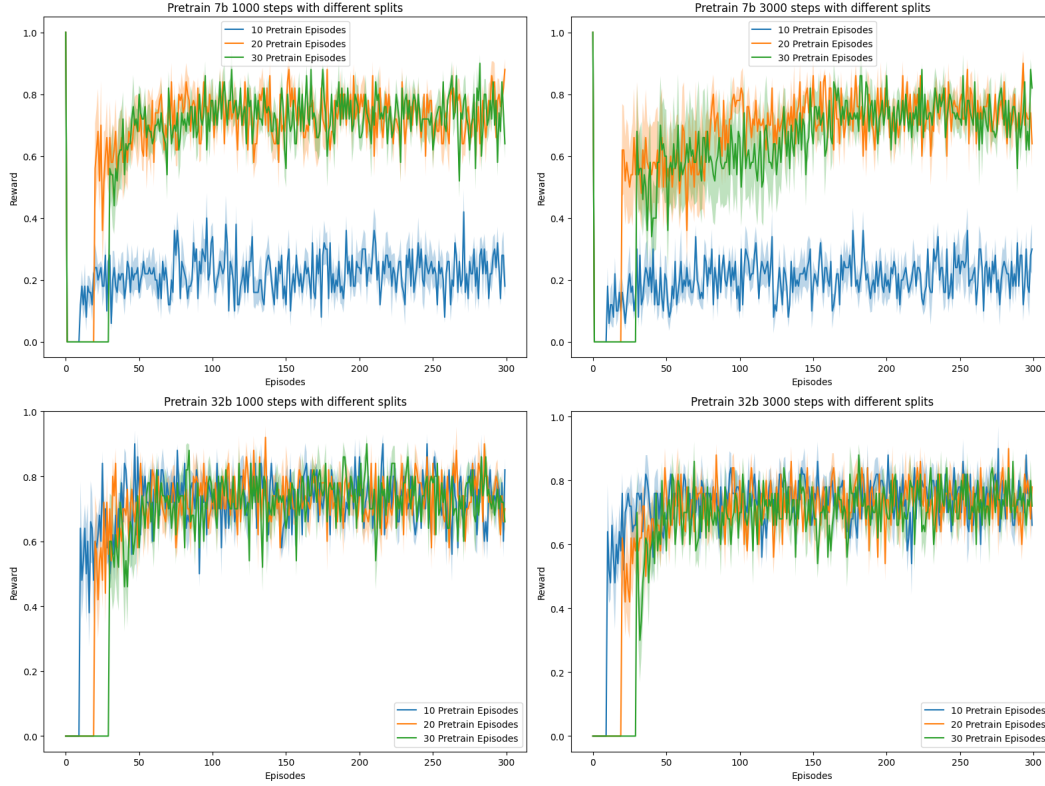 Pretrain 7b 1000 steps with different splits
10 Pretrain Episodes
20 Pretrain Episodes
30 Pretrain Episodes
Reward
1.0
0.8
0.6
0.4
0.2
0.0
0 50 100 150 200 250 300
Episodes
Pretrain 7b 3000 steps with different splits
10 Pretrain Episodes
20 Pretrain Episodes
30 Pretrain Episodes
Reward
1.0
0.8
0.6
0.4
0.2
0.0
0 50 100 150 200 250 300
Episodes
Pretrain 32b 1000 steps with different splits
Reward
1.0
0.8
0.6
0.4
0.2
0.0
10 Pretrain Episodes
20 Pretrain Episodes
30 Pretrain Episodes
0 50 100 150 200 250 300
Episodes
Pretrain 32b 3000 steps with different splits
Reward
1.0
0.8
0.6
0.4
0.2
0.0
10 Pretrain Episodes
20 Pretrain Episodes
30 Pretrain Episodes
0 50 100 150 200 250 300
Episodes